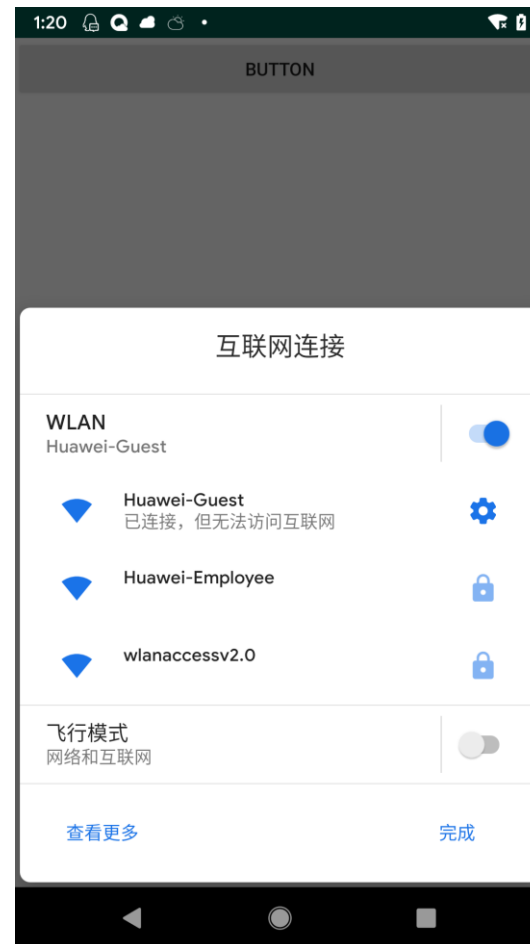 1:20
BUTTON
互联网连接
WLAN
Huawei-Guest
Huawei-Guest
已连接，但无法访问互联网
Huawei-Employee
wlanaccessv2.0
飞行模式
网络和互联网
查看更多
完成